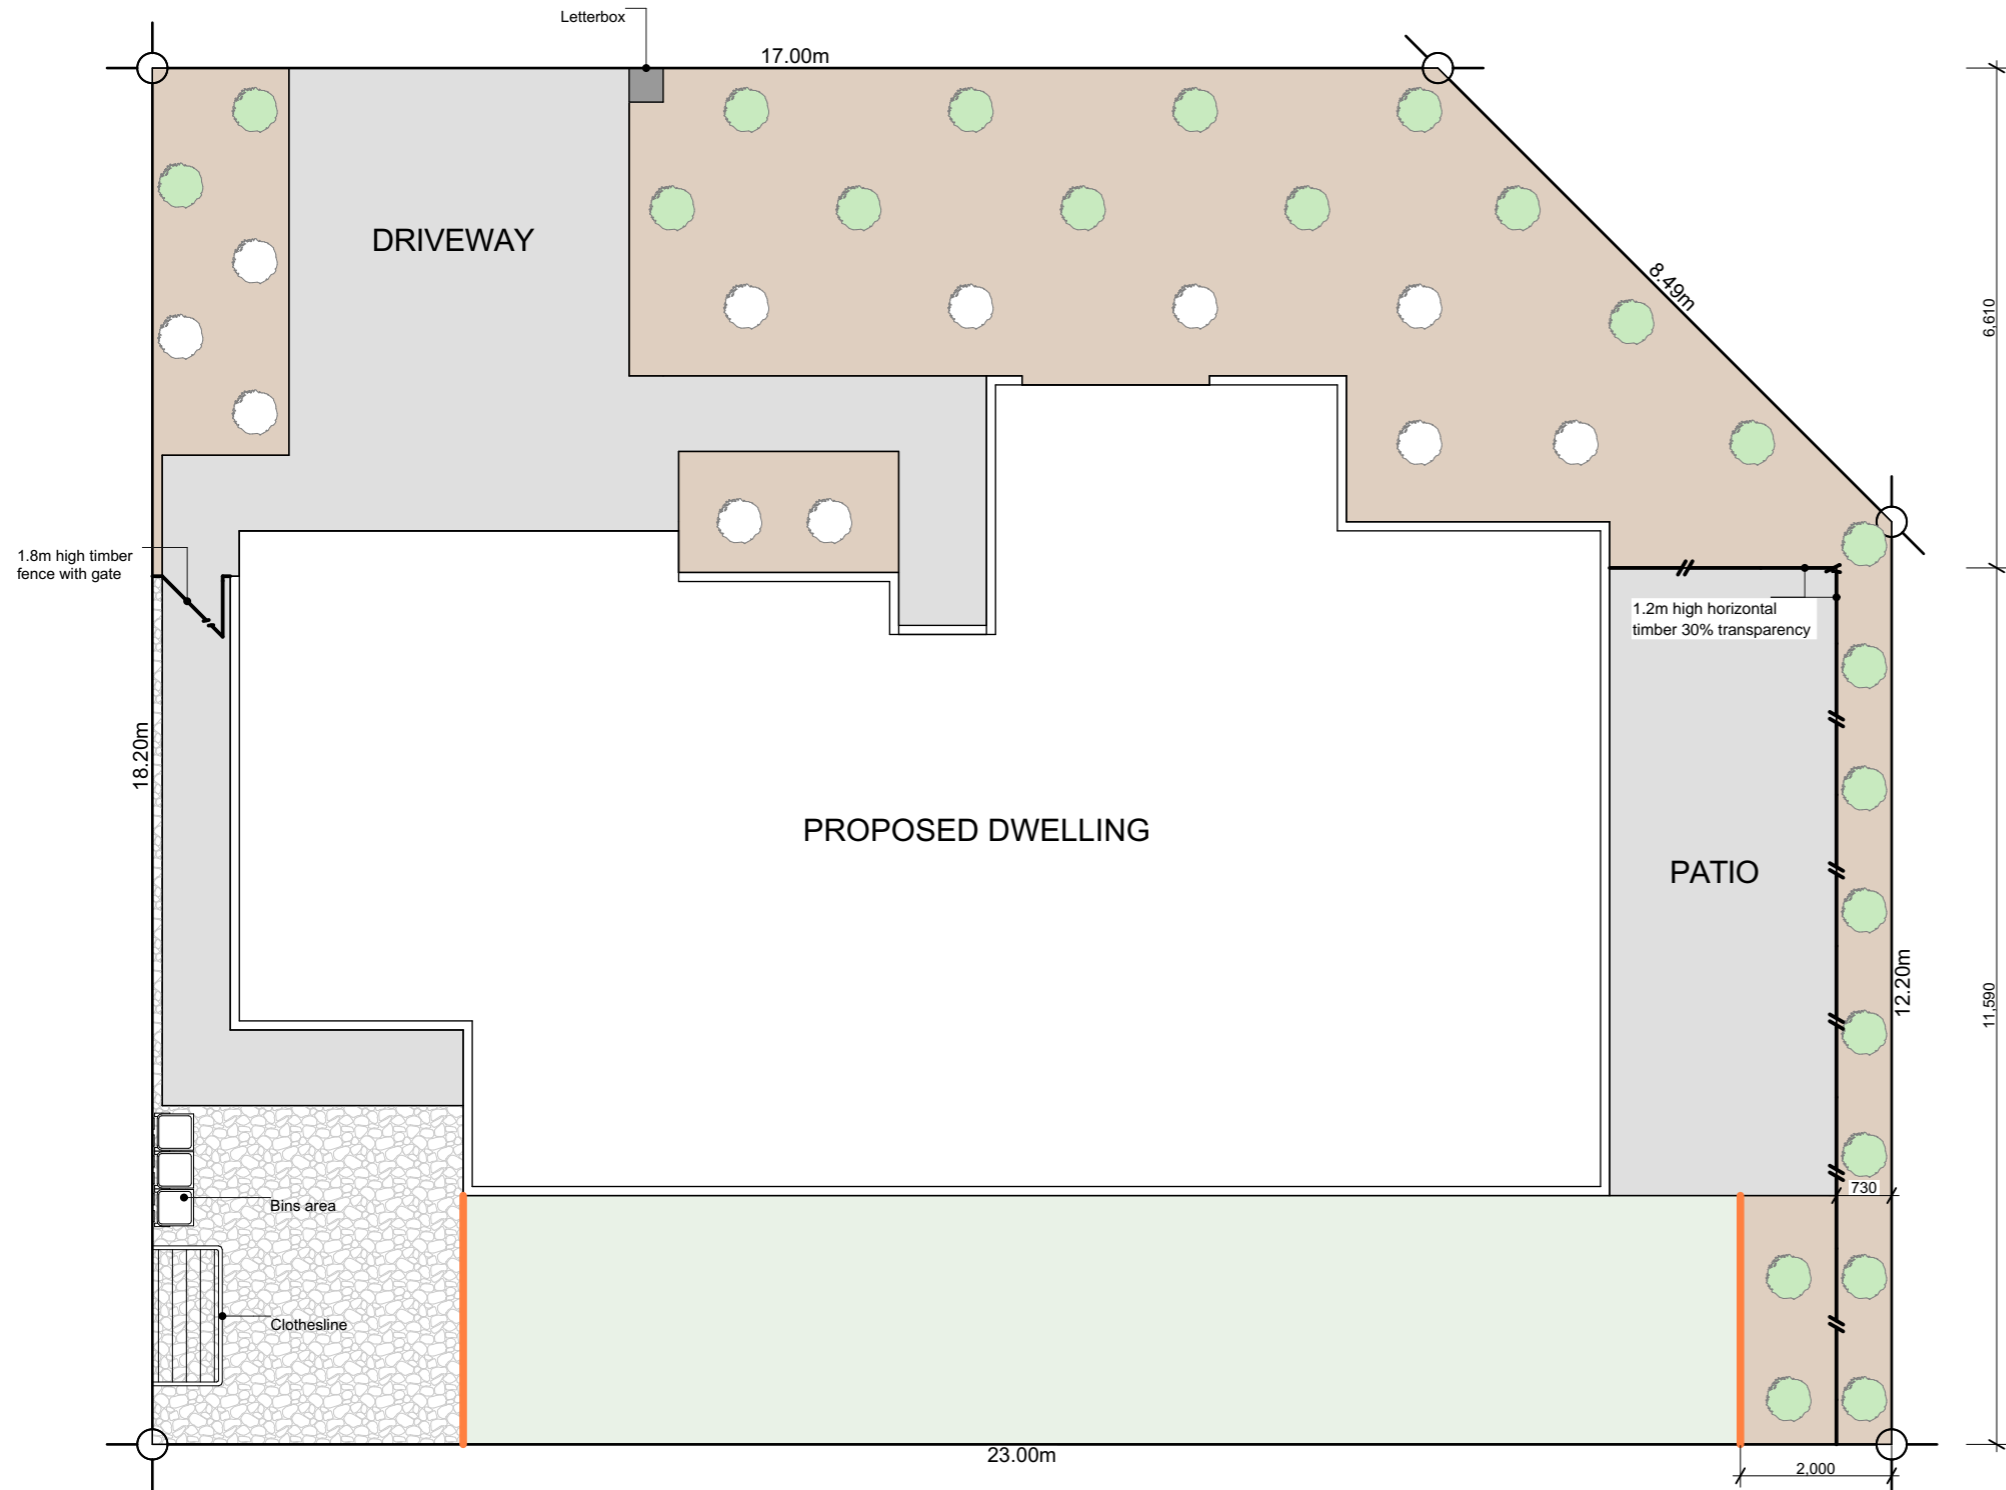 Letterbox
17.00m
DRIVEWAY
8.49m
6,610
1.8m high timber
fence with gate
1.2m high horizontal
timber 30% transparency
18.20m
PROPOSED DWELLING
PATIO
12.20m
11,590
730
Bins area
Clothesline
23.00m
2,000